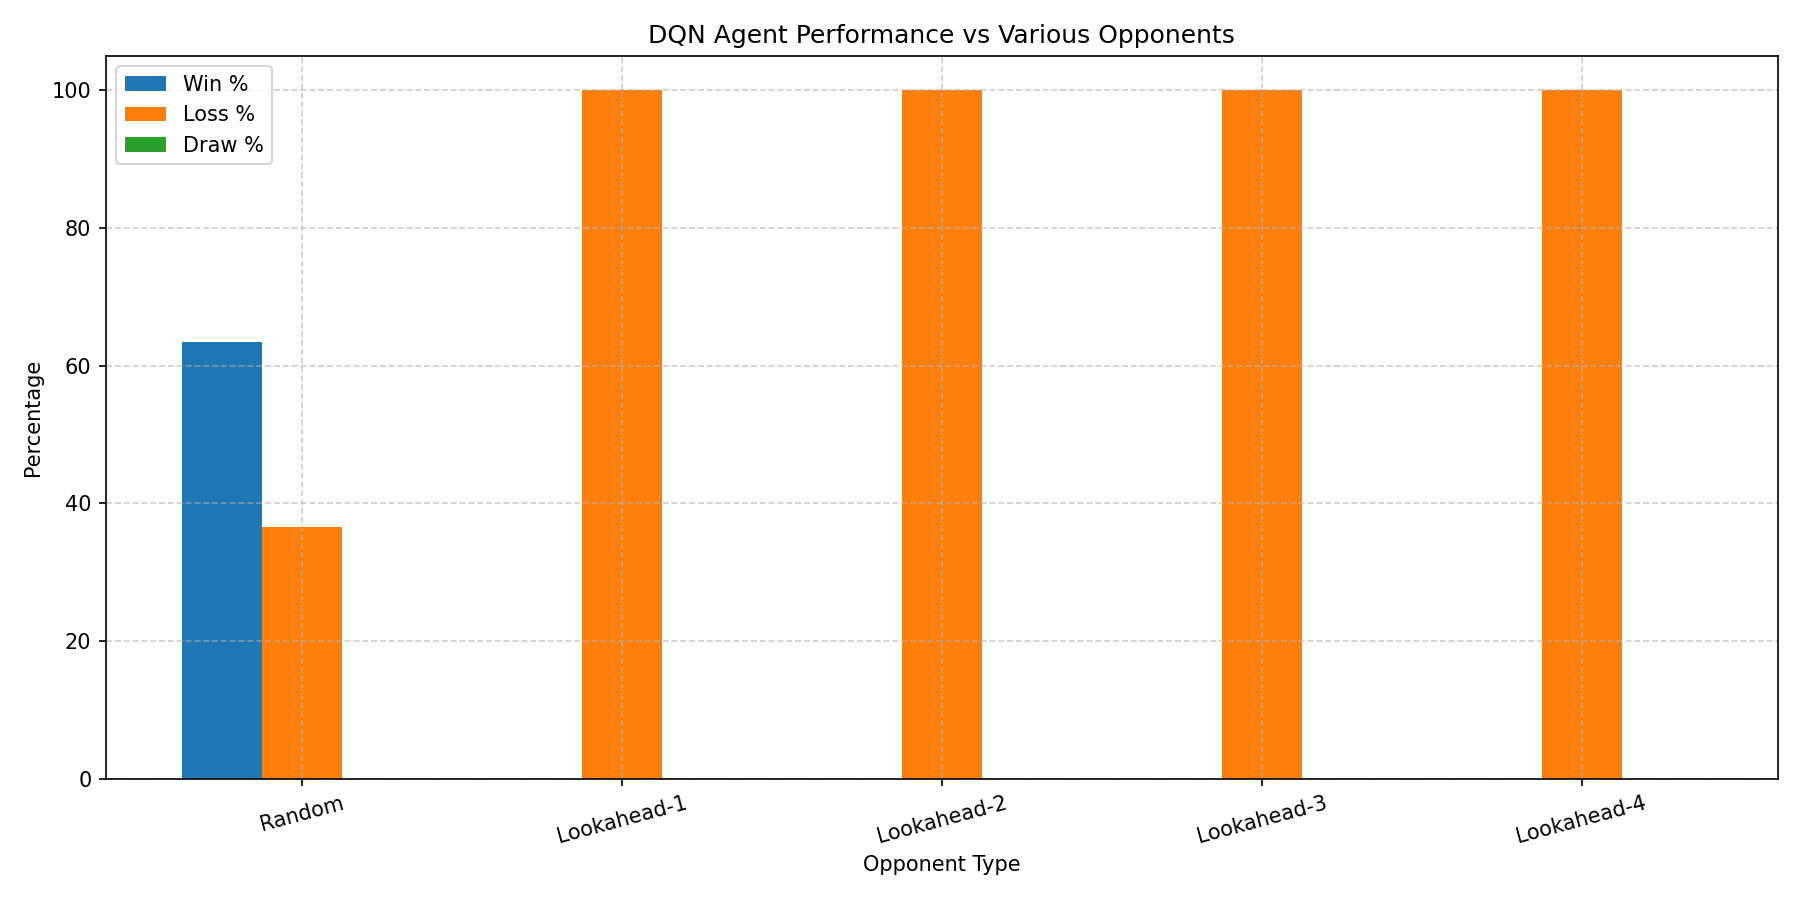 DQN Agent Performance vs Various Opponents
Win %
Loss %
Draw %
100
80
60
40
20
0
Percentage
Random
Lookahead-1
Lookahead-2
Lookahead-3
Lookahead-4
Opponent Type